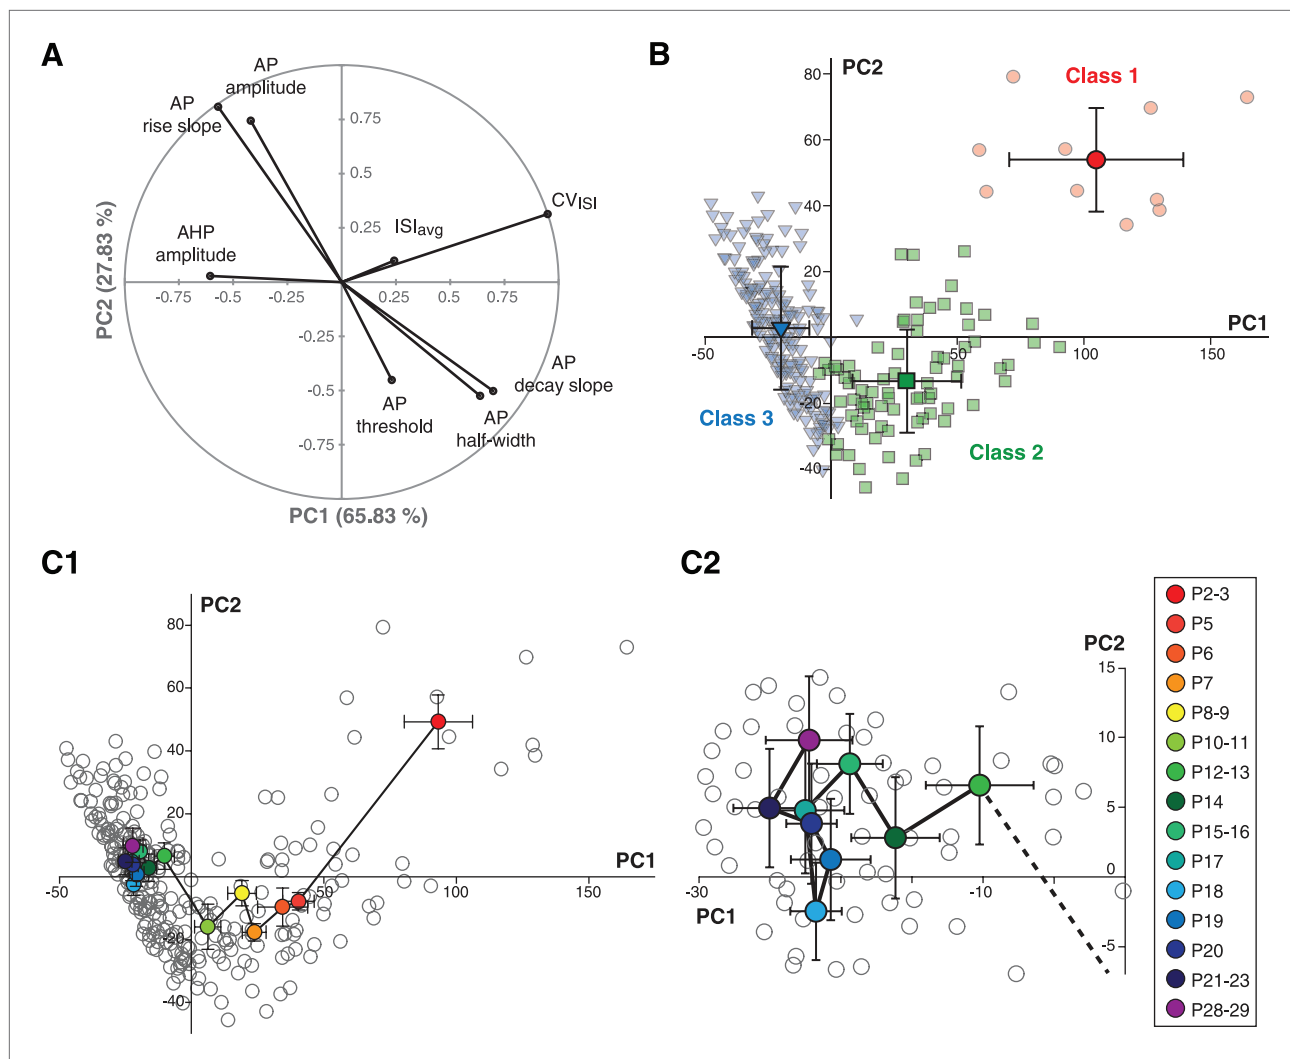 A
AP
amplitude
AP
rise slope
0.75
0.5
0.25
CVISI
ISIavg
AHP
amplitude
-0.75
-0.5
-0.25
0.25
0.5
0.75
-0.25
-0.5
-0.75
AP
threshold
AP
decay slope
AP
half-width
PC2 (27.83 %)
PC1 (65.83 %)
B
PC2
Class 1
80
60
40
20
PC1
-50
50
100
150
-20
-40
Class 3
Class 2
C1
PC2
80
60
40
20
PC1
-50
50
100
150
-20
-40
C2
PC2
15
10
5
0
-5
-30
-10
0
PC1
P2-3
P5
P6
P7
P8-9
P10-11
P12-13
P14
P15-16
P17
P18
P19
P20
P21-23
P28-29